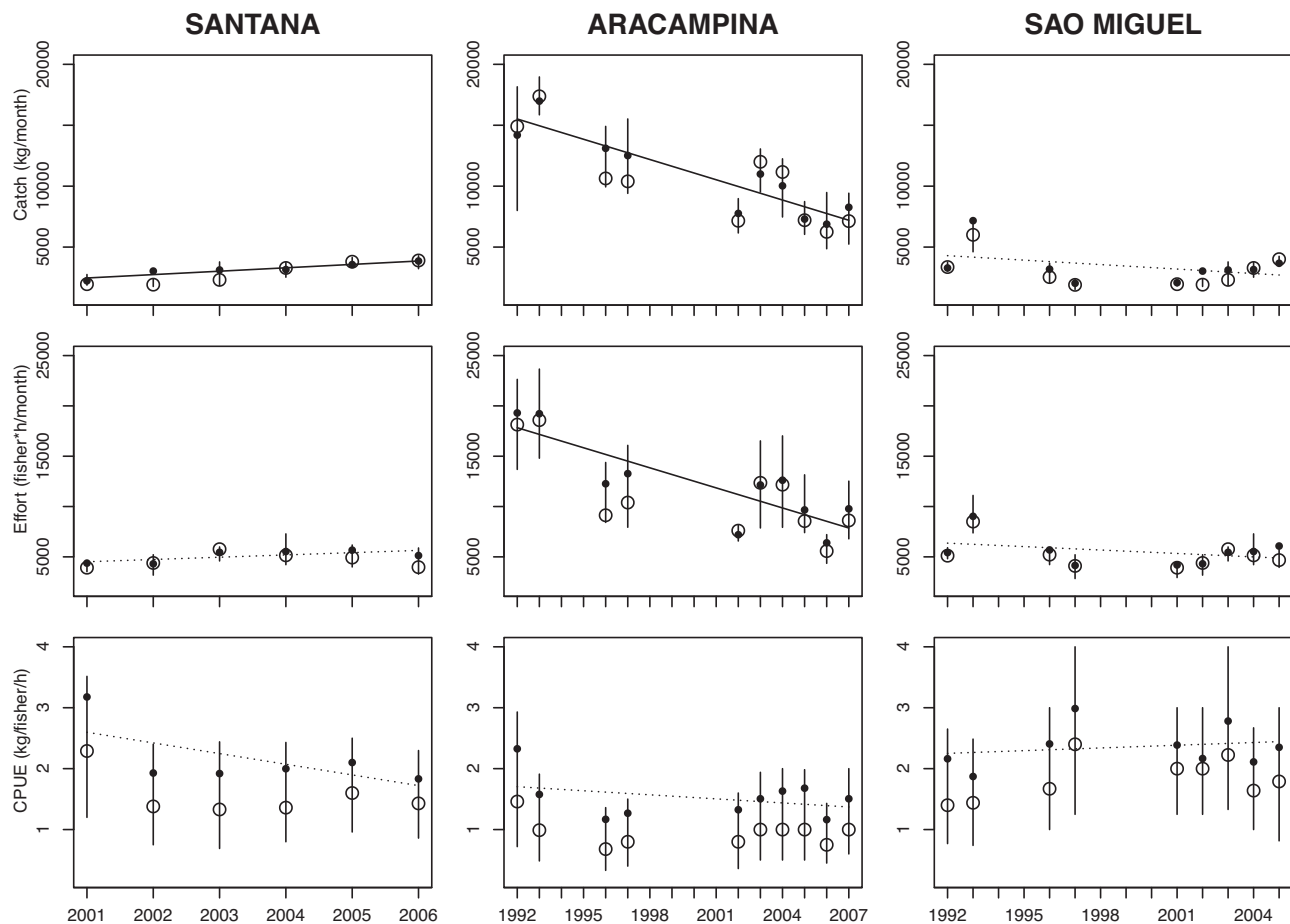 SANTANA ARACAMPINA SAO MIGUEL
Catch (kg/month)
20000 20000 20000
10000 10000 10000
5000 5000 5000
Effort (fisher*h/month)
25000 25000 25000
15000 15000 15000
5000 5000 5000
CPUE (kg/fisher/h)
4 4 4
3 3 3
2 2 2
1 1 1
2001 2002 2003 2004 2005 2006 1992 1995 1998 2001 2004 2007 1992 1995 1998 2001 2004